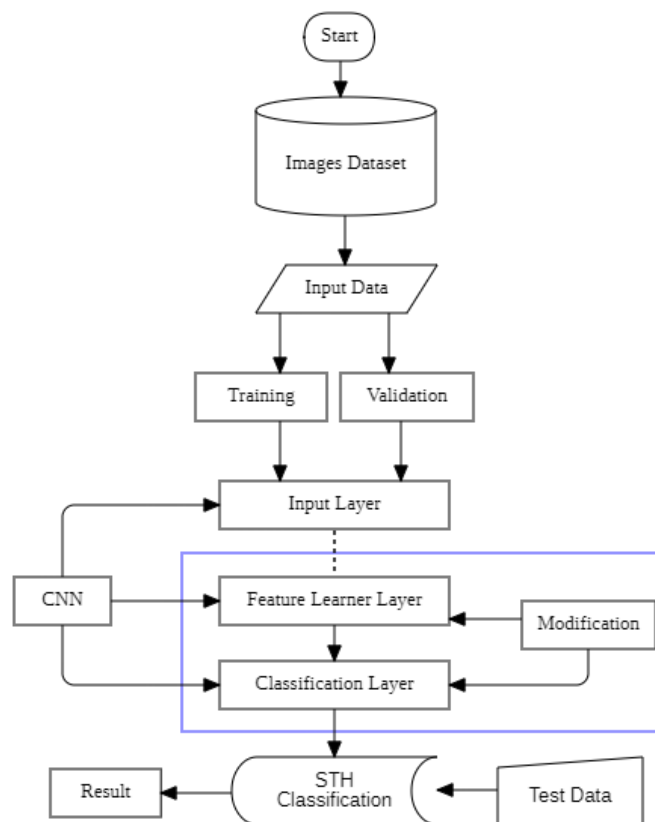 Start
Images Dataset
Input Data
Training
Validation
Input Layer
CNN
Feature Learner Layer
Modification
Classification Layer
Result
STH
Classification
Test Data